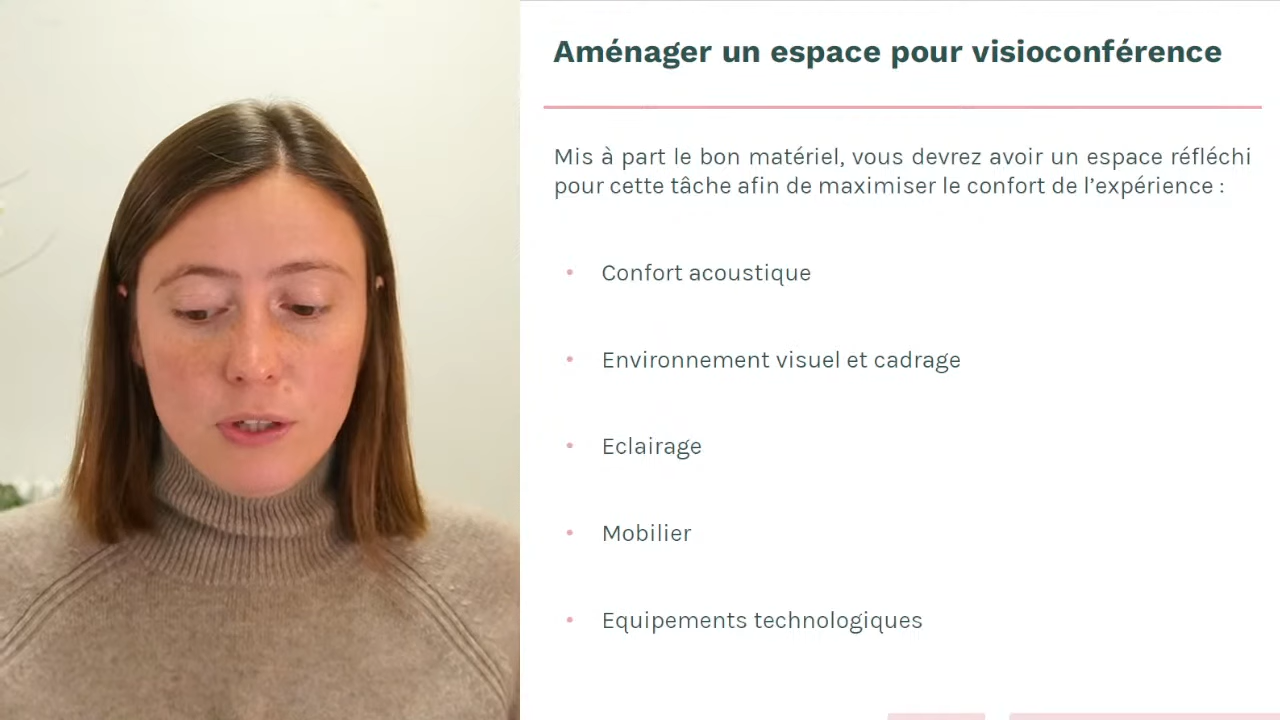 Aménager un espace pour visioconférence
Mis à part le bon matériel, vous devrez avoir un espace réfléchi
pour cette tâche afin de maximiser le confort de l’expérience :
• Confort acoustique
• Environnement visuel et cadrage
• Eclairage
• Mobilier
• Equipements technologiques